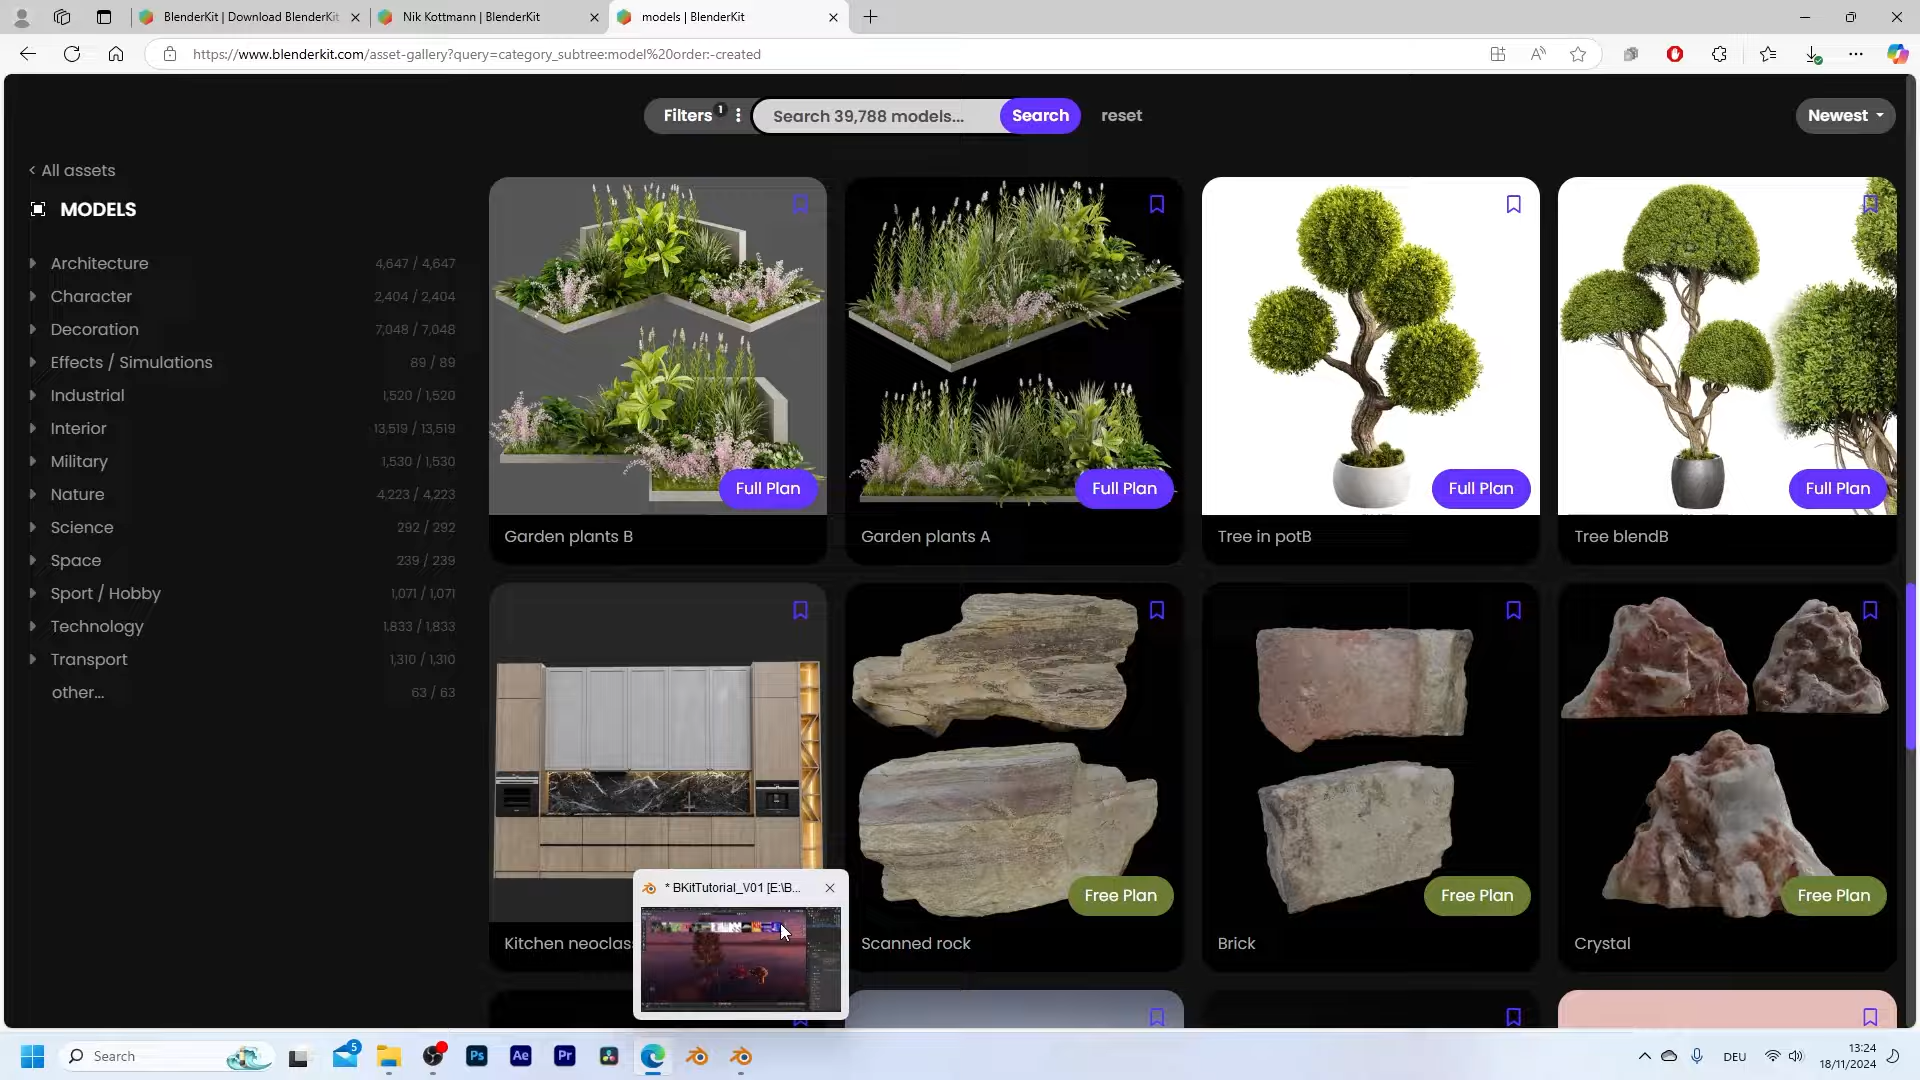 BlenderKit | Download BlenderKit
Nik Kottmann | BlenderKit
models | BlenderKit
https://www.blenderkit.com/asset-gallery?query=category_subtree:model%20order:-created
Filters 1
Search 39,788 models...
Search
reset
Newest
< All assets
MODELS
Architecture 4,647 / 4,647
Character 2,404 / 2,404
Decoration 7,048 / 7,048
Effects / Simulations 89 / 89
Industrial 1,520 / 1,520
Interior 13,519 / 13,519
Military 1,530 / 1,530
Nature 4,223 / 4,223
Science 292 / 292
Space 239 / 239
Sport / Hobby 1,071 / 1,071
Technology 1,833 / 1,833
Transport 1,310 / 1,310
other... 63 / 63
Full Plan
Full Plan
Full Plan
Full Plan
Garden plants B
Garden plants A
Tree in potB
Tree blendB
Free Plan
Free Plan
Free Plan
Kitchen neoclas
Scanned rock
Brick
Crystal
* BKitTutorial_V01 [E:\B...
Search
5
Ps
Ae
Pr
DEU
13:24
18/11/2024